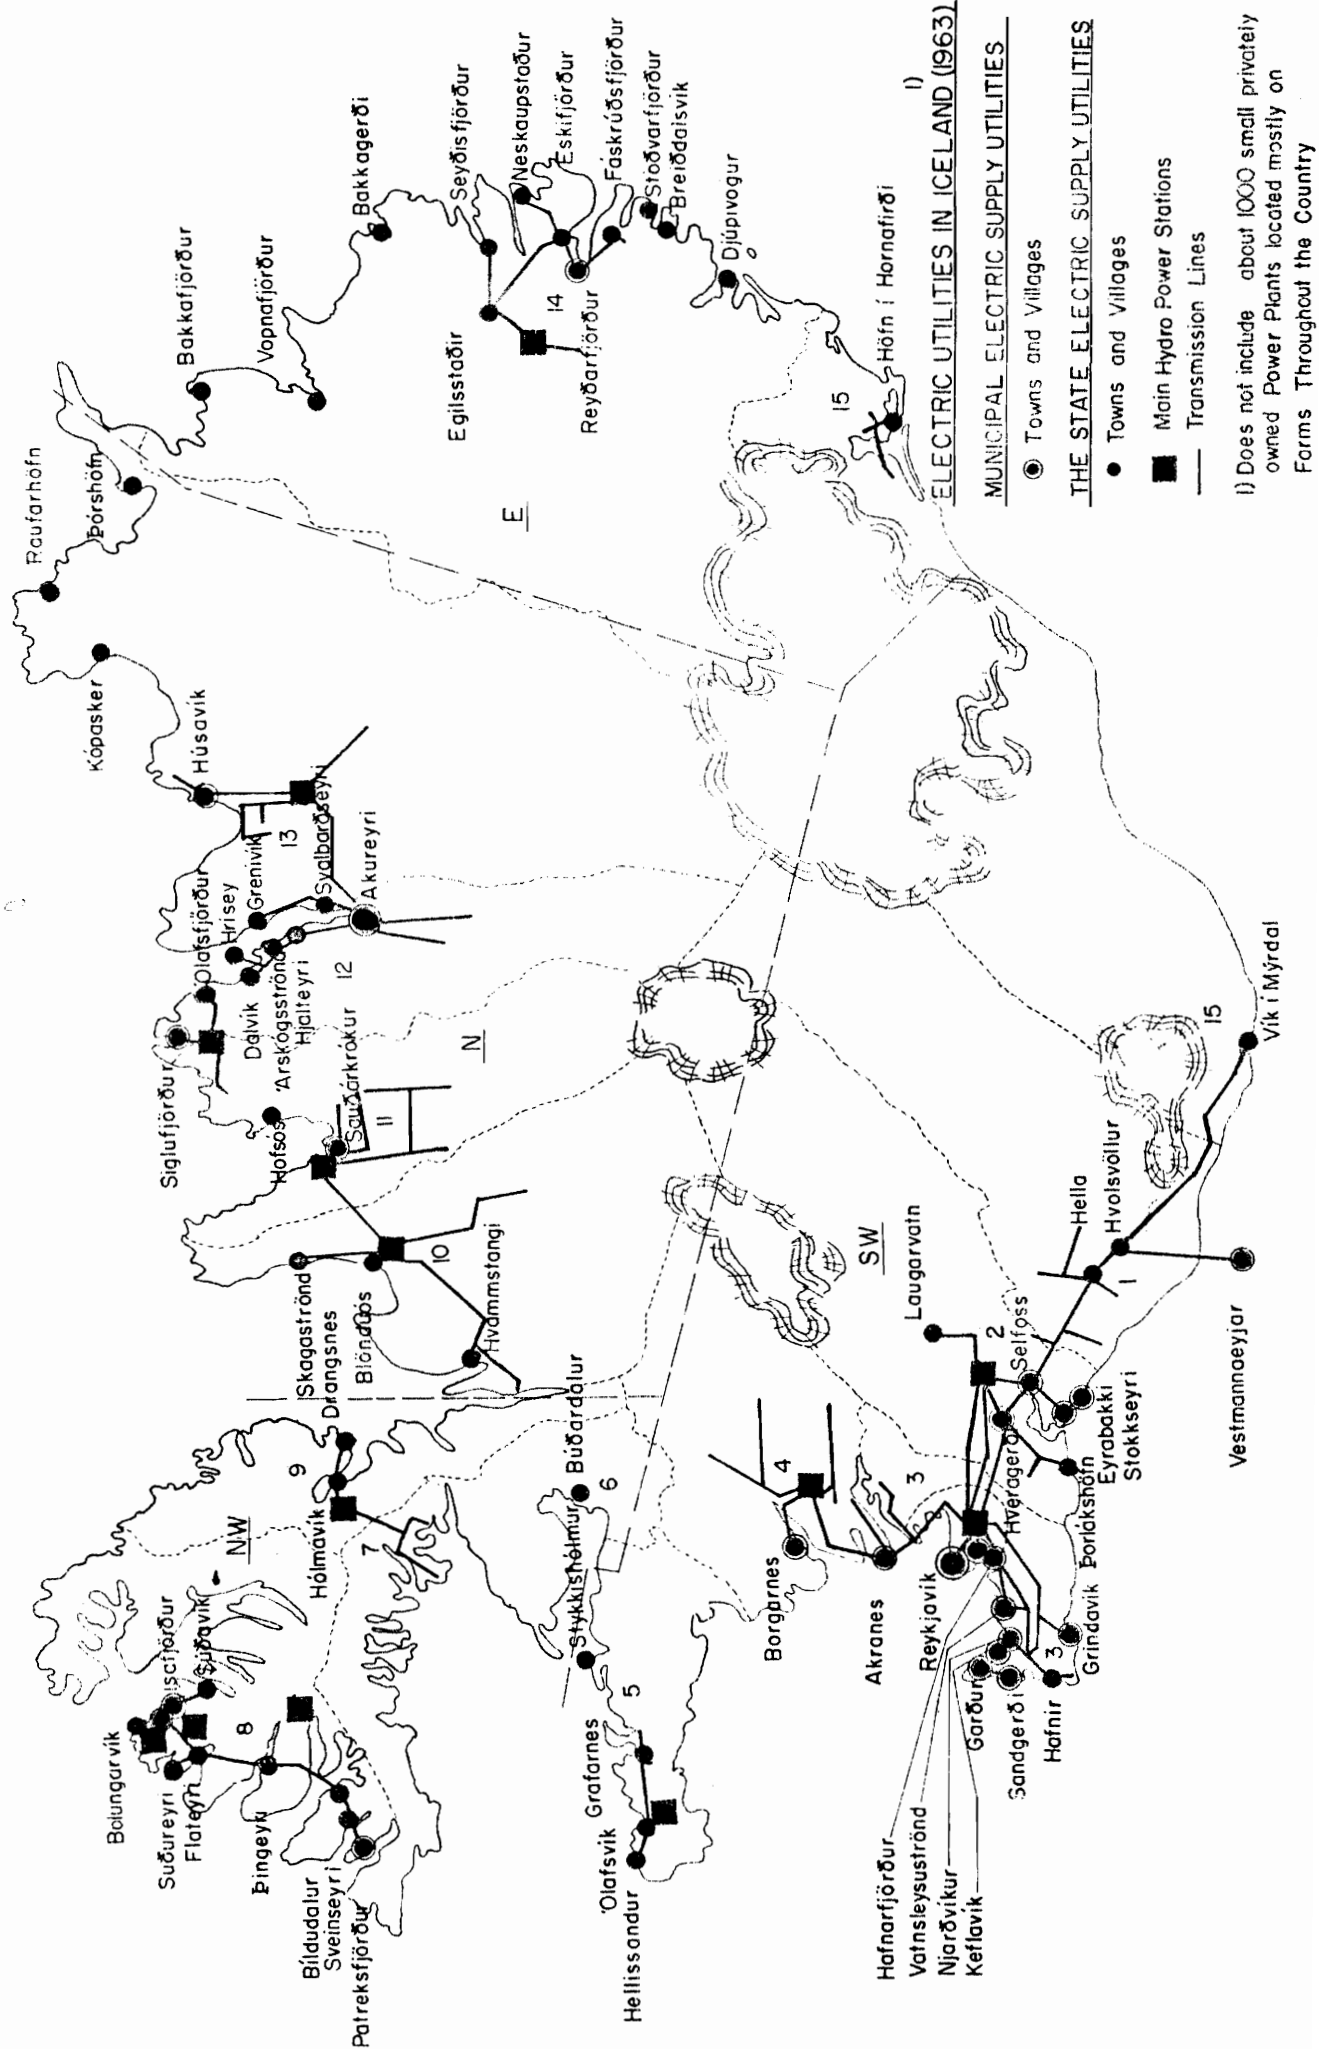 ELECTRIC UTILITIES IN ICELAND (1963) 1)
MUNICIPAL ELECTRIC SUPPLY UTILITIES
Towns and Villages
THE STATE ELECTRIC SUPPLY UTILITIES
Towns and Villages
Main Hydro Power Stations
Transmission Lines
1) Does not include about 1000 small privately
owned Power Plants located mostly on
Farms Throughout the Country
Bolungarvík
Suðureyri
Flateyri
Ísafjörður
Súðavík
8
Þingeyri
Bíldudalur
Sveinseyri
Patreksfjörður
NW
Hólmavík
9
7
Drangsnes
Skagaströnd
Blönduós
10
Hvammstangi
Siglufjörður
Hofsós
Sauðárkrókur
11
Ólafsfjörður
Hrísey
Grenivík
Dalvík
Árskógsströnd
Hjalteyri
12
Svalbarðseyri
Akureyri
13
Húsavík
N
Kópasker
Raufarhöfn
Þórshöfn
Bakkafjörður
Vopnafjörður
Bakkagerði
Seyðisfjörður
Neskaupstaður
Eskifjörður
Fáskrúðsfjörður
Stöðvarfjörður
Breiðdalsvík
Djúpivogur
Egilsstaðir
14
Reyðarfjörður
E
15
Höfn í Hornafirði
Hellissandur
Ólafsvík
Grafarnes
5
Stykkishólmur
6
Búðardalur
Borgarnes
4
Akranes
3
Reykjavík
Garður
Sandgerði
Hafnir
3
Grindavík
Hafnarfjörður
Vatnsleysuströnd
Njarðvíkur
Keflavík
SW
Laugarvatn
2
Selfoss
Hveragerði
Þorlákshöfn
Eyrabakki
Stokkseyri
1
Hella
Hvolsvöllur
Vestmannaeyjar
15
Vík í Mýrdal